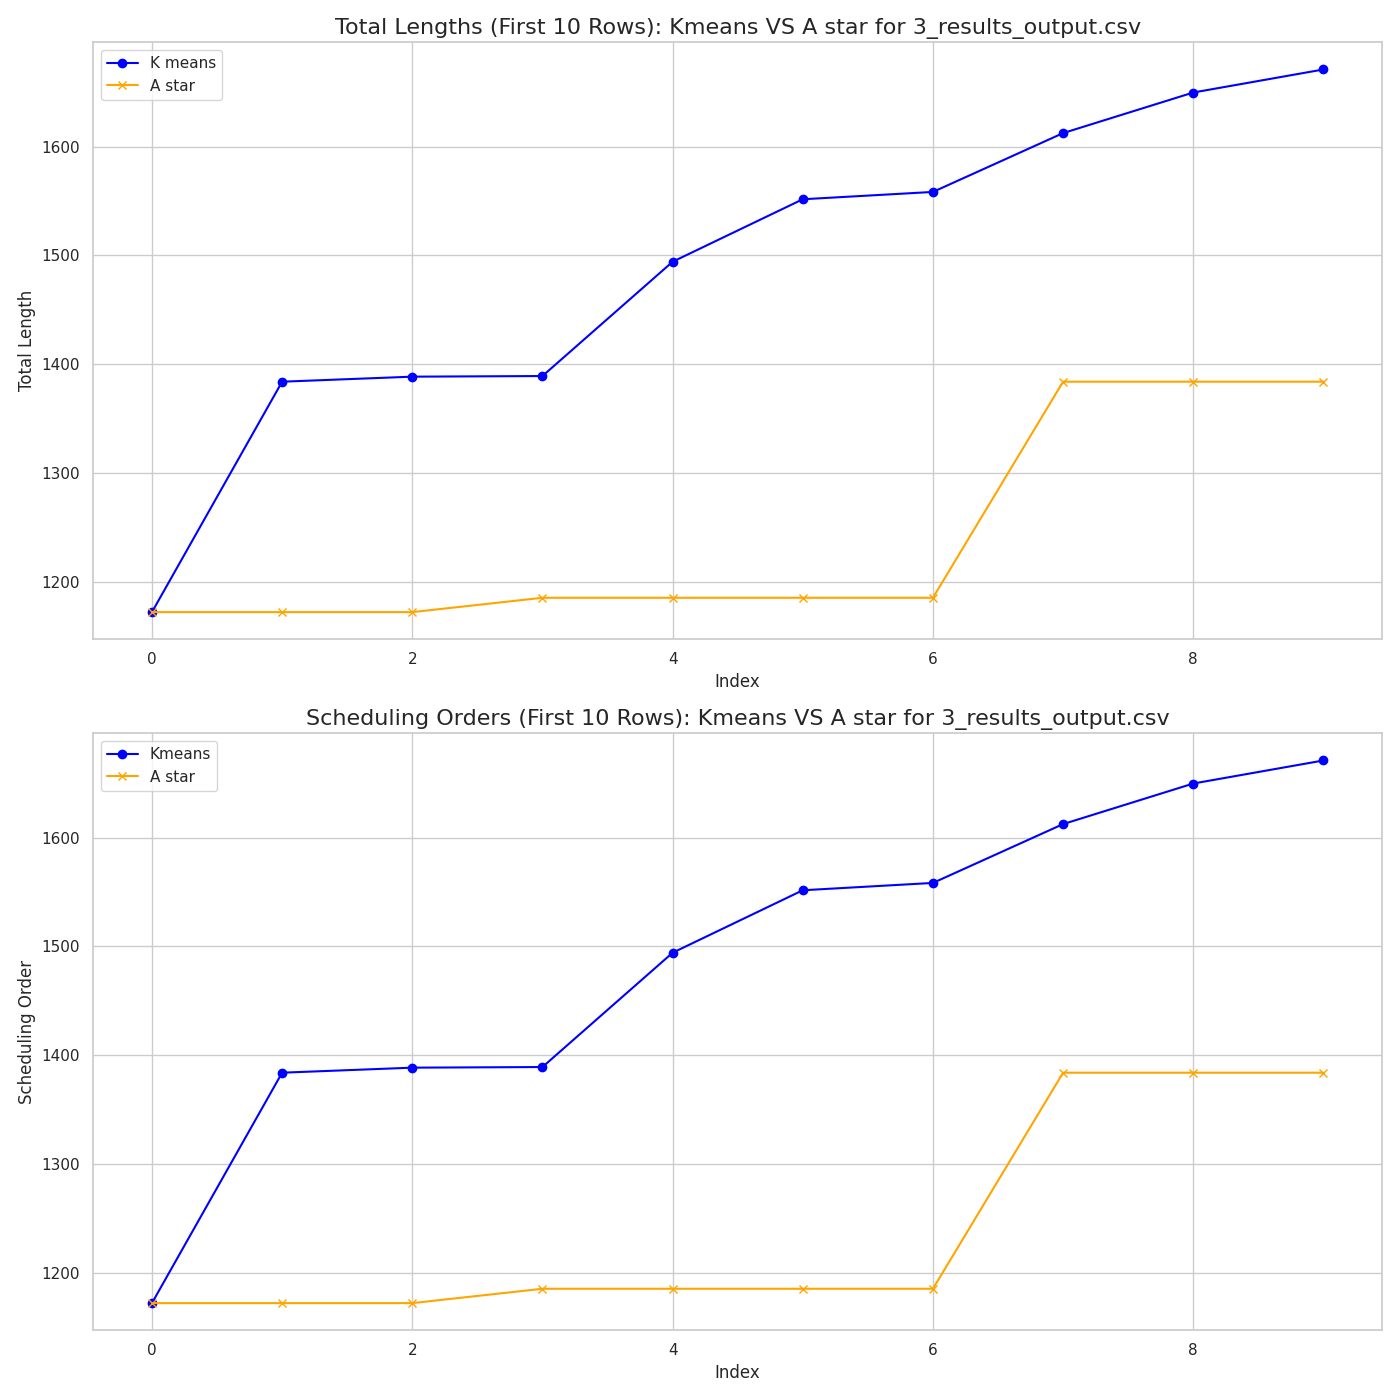 Total Lengths (First 10 Rows): Kmeans VS A star for 3_results_output.csv
K means
A star
1600
1500
1400
1300
1200
Total Length
0 2 4 6 8
Index
Scheduling Orders (First 10 Rows): Kmeans VS A star for 3_results_output.csv
Kmeans
A star
1600
1500
1400
1300
1200
Scheduling Order
0 2 4 6 8
Index